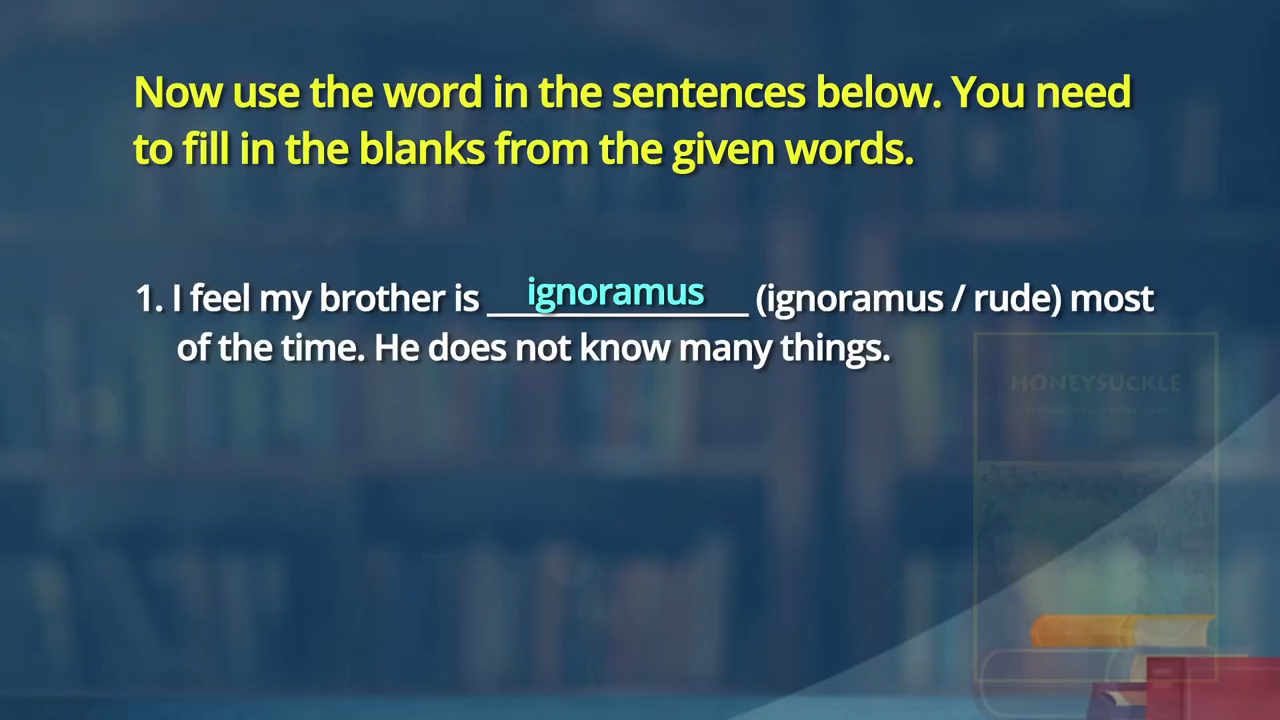 Now use the word in the sentences below. You need
to fill in the blanks from the given words.
1. I feel my brother is ignoramus (ignoramus / rude) most
of the time. He does not know many things.
HONEYSUCKLE